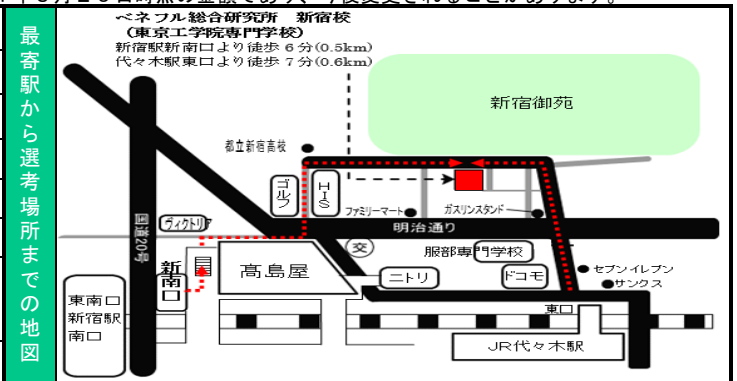 最寄駅から選考場所までの地図
ベネフル総合研究所 新宿校
(東京工学院専門学校)
新宿駅新南口より徒歩6分(0.5km)
代々木駅東口より徒歩7分(0.6km)
新宿御苑
都立新宿高校
ゴルフ
HIS
ファミリーマート
ガスリンスタンド
国道20号
ヴィクトリア
明治通り
交
服部専門学校
新南口
高島屋
ニトリ
ドコモ
セブンイレブン
サンクス
東南口
新宿駅
南口
東口
JR代々木駅